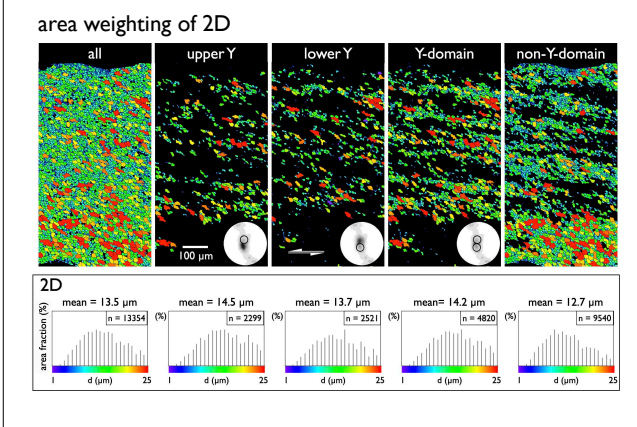 area weighting of 2D
all upper Y lower Y Y-domain non-Y-domain
100 µm
2D
mean = 13.5 µm mean = 14.5 µm mean = 13.7 µm mean= 14.2 µm mean = 12.7 µm
area fraction (%) n = 13354 (%) n = 2299 (%) n = 2521 (%) n = 4820 (%) n = 9540
1 d (µm) 25 1 d (µm) 25 1 d (µm) 25 1 d (µm) 25 1 d (µm) 25